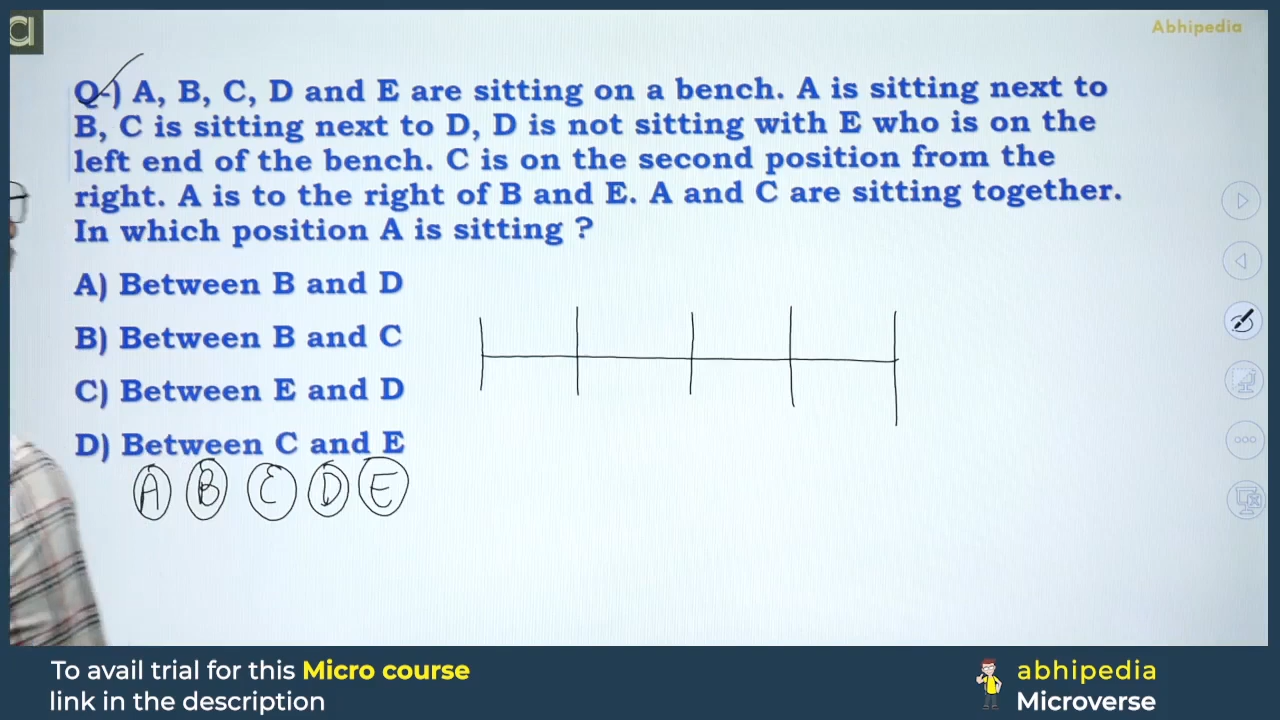 a
Abhipedia
Q-) A, B, C, D and E are sitting on a bench. A is sitting next to
B, C is sitting next to D, D is not sitting with E who is on the
left end of the bench. C is on the second position from the
right. A is to the right of B and E. A and C are sitting together.
In which position A is sitting ?
A) Between B and D
B) Between B and C
C) Between E and D
D) Between C and E
A B C D E
To avail trial for this Micro course
link in the description
abhipedia
Microverse